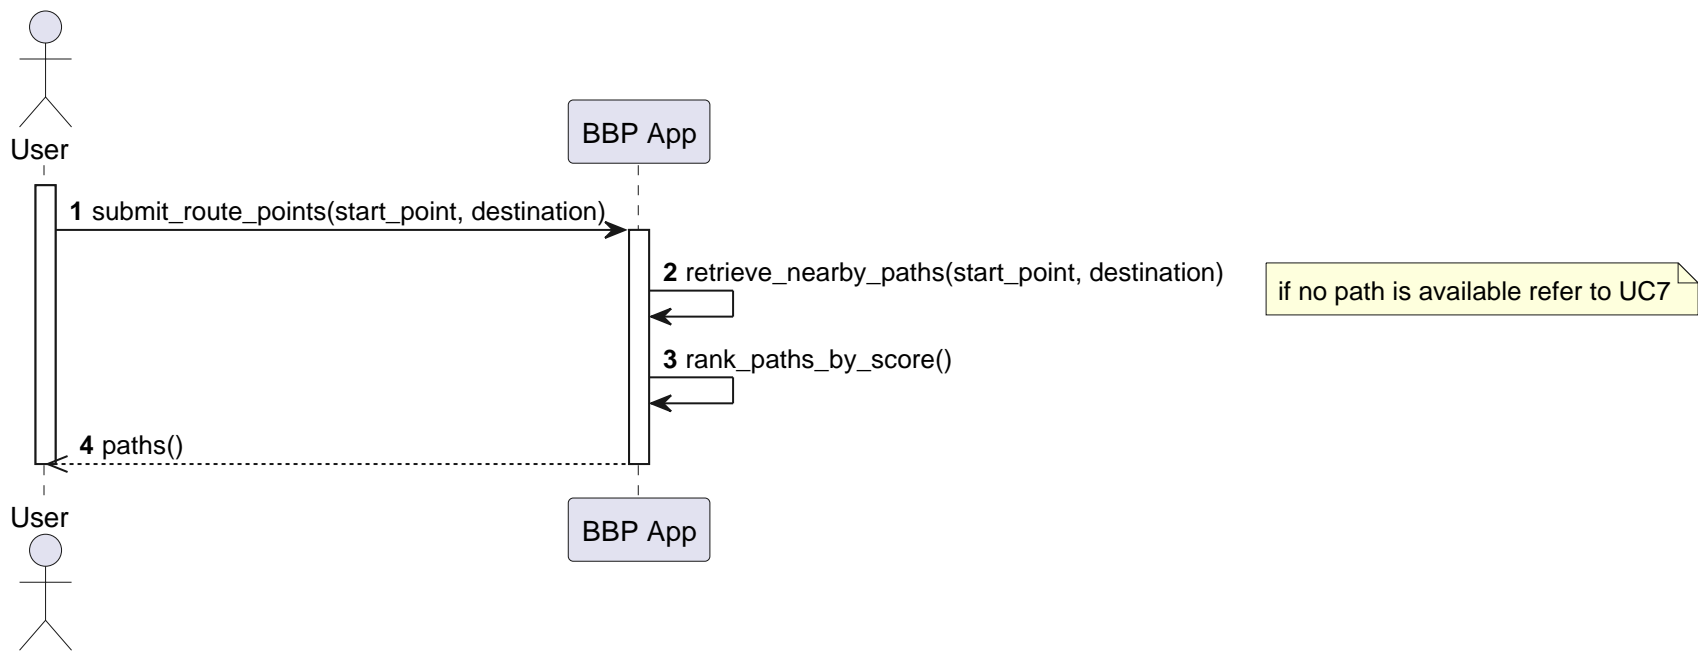 User
BBP App
1 submit_route_points(start_point, destination)
2 retrieve_nearby_paths(start_point, destination)
if no path is available refer to UC7
3 rank_paths_by_score()
4 paths()
User
BBP App